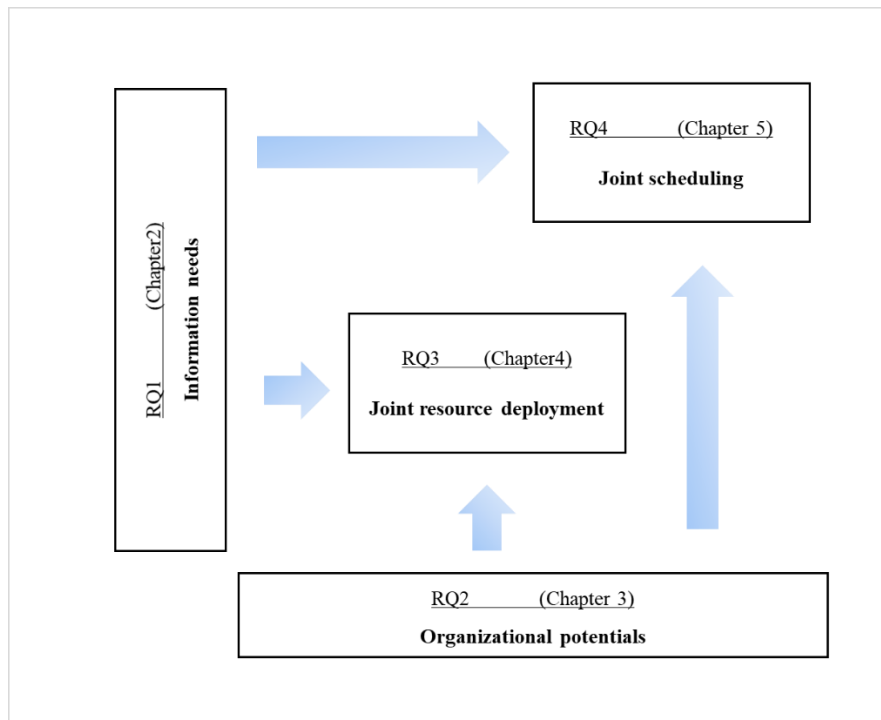 RQ1 (Chapter2)
Information needs
RQ4 (Chapter 5)
Joint scheduling
RQ3 (Chapter4)
Joint resource deployment
RQ2 (Chapter 3)
Organizational potentials